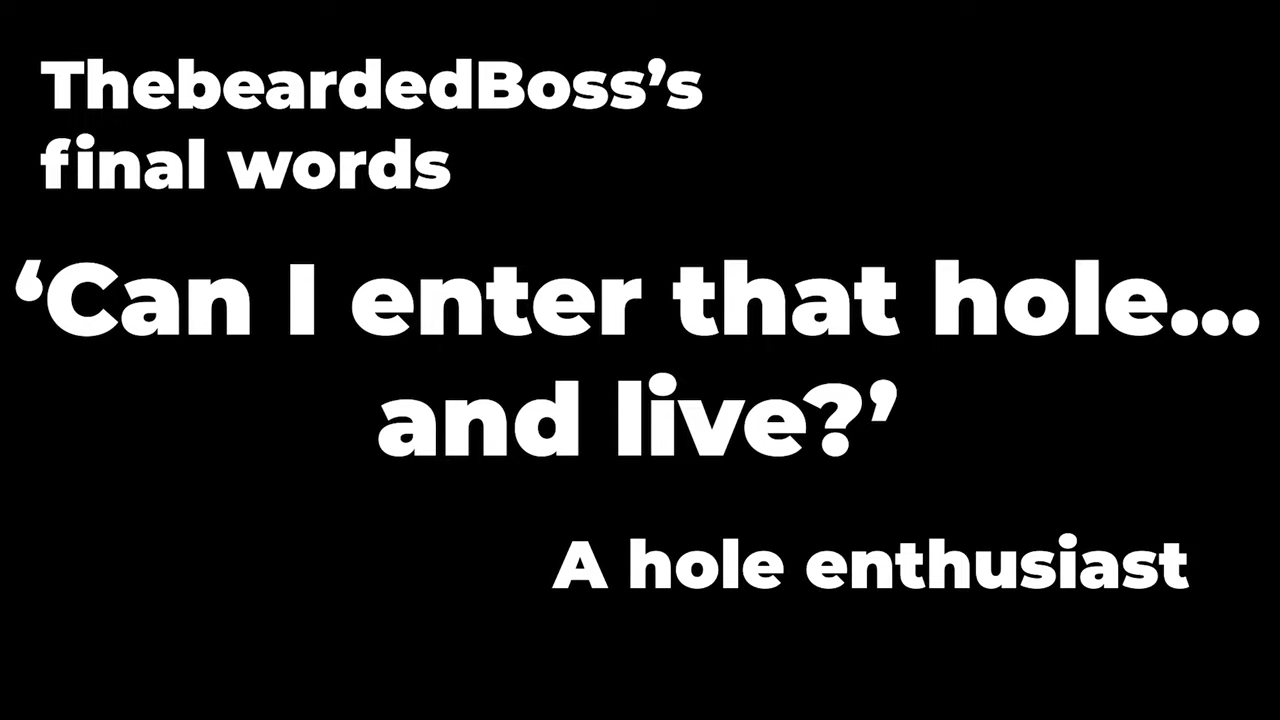 ThebeardedBoss’s
final words
‘Can I enter that hole...
and live?’
A hole enthusiast